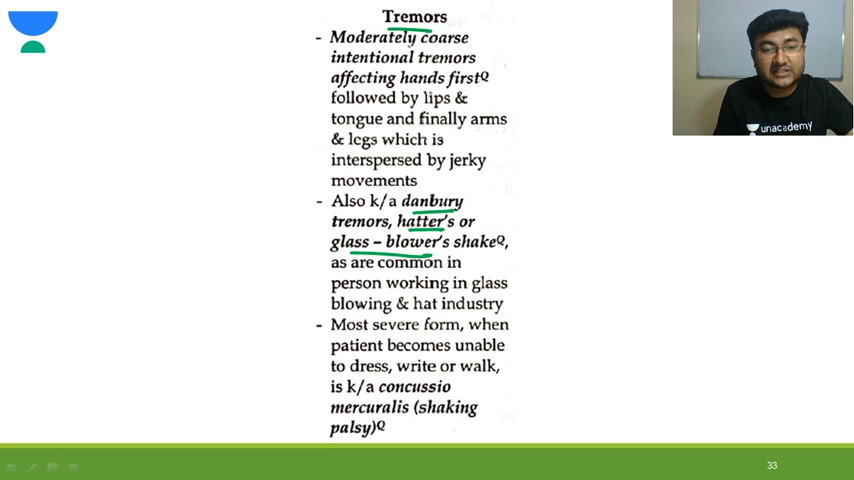 Tremors
- Moderately coarse
intentional tremors
affecting hands firstQ
followed by lips &
tongue and finally arms
& legs which is
interspersed by jerky
movements
- Also k/a danbury
tremors, hatter's or
glass – blower's shakeQ,
as are common in
person working in glass
blowing & hat industry
- Most severe form, when
patient becomes unable
to dress, write or walk,
is k/a concussio
mercuralis (shaking
palsy)Q
unacademy
33